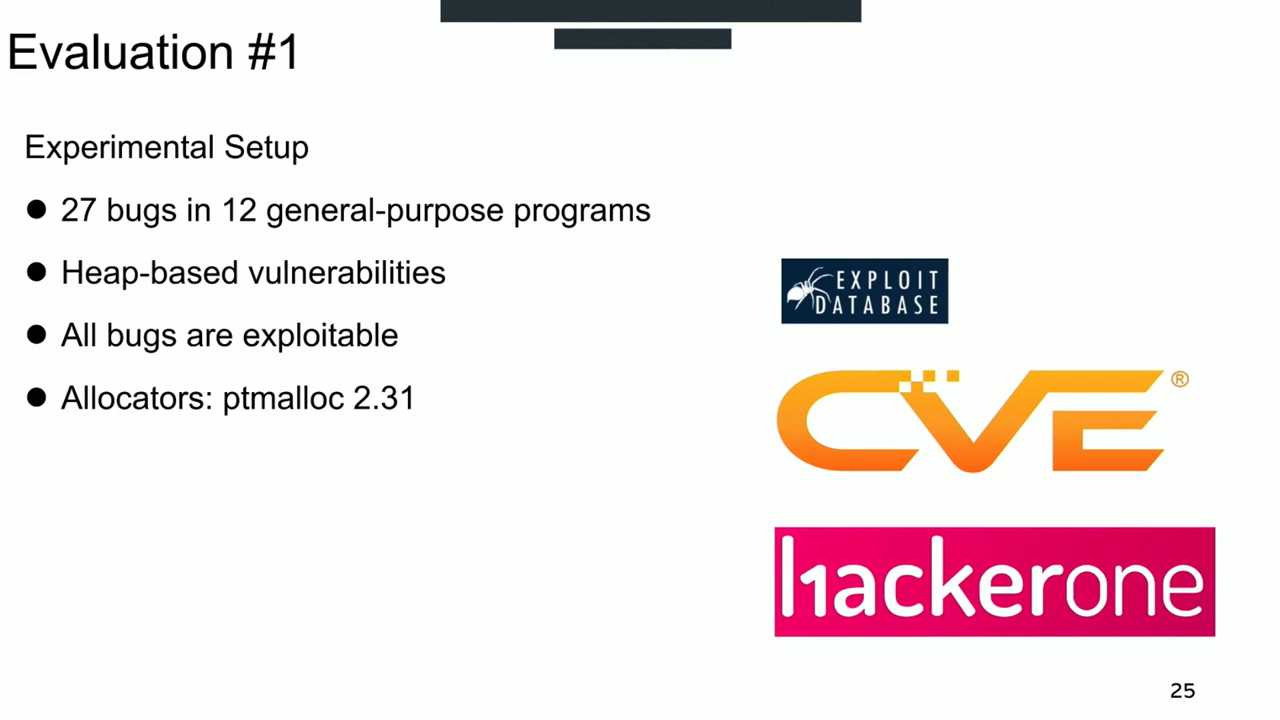 Evaluation #1
Experimental Setup
● 27 bugs in 12 general-purpose programs
● Heap-based vulnerabilities
● All bugs are exploitable
● Allocators: ptmalloc 2.31
EXPLOIT
DATABASE
CVE®
hackerone
25